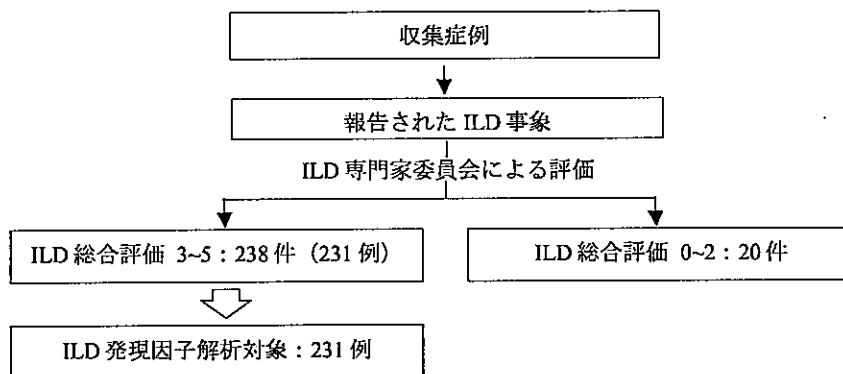 収集症例
報告された ILD 事象
ILD 専門家委員会による評価
ILD 総合評価 3~5：238 件（231 例）
ILD 総合評価 0~2：20 件
ILD 発現因子解析対象：231 例